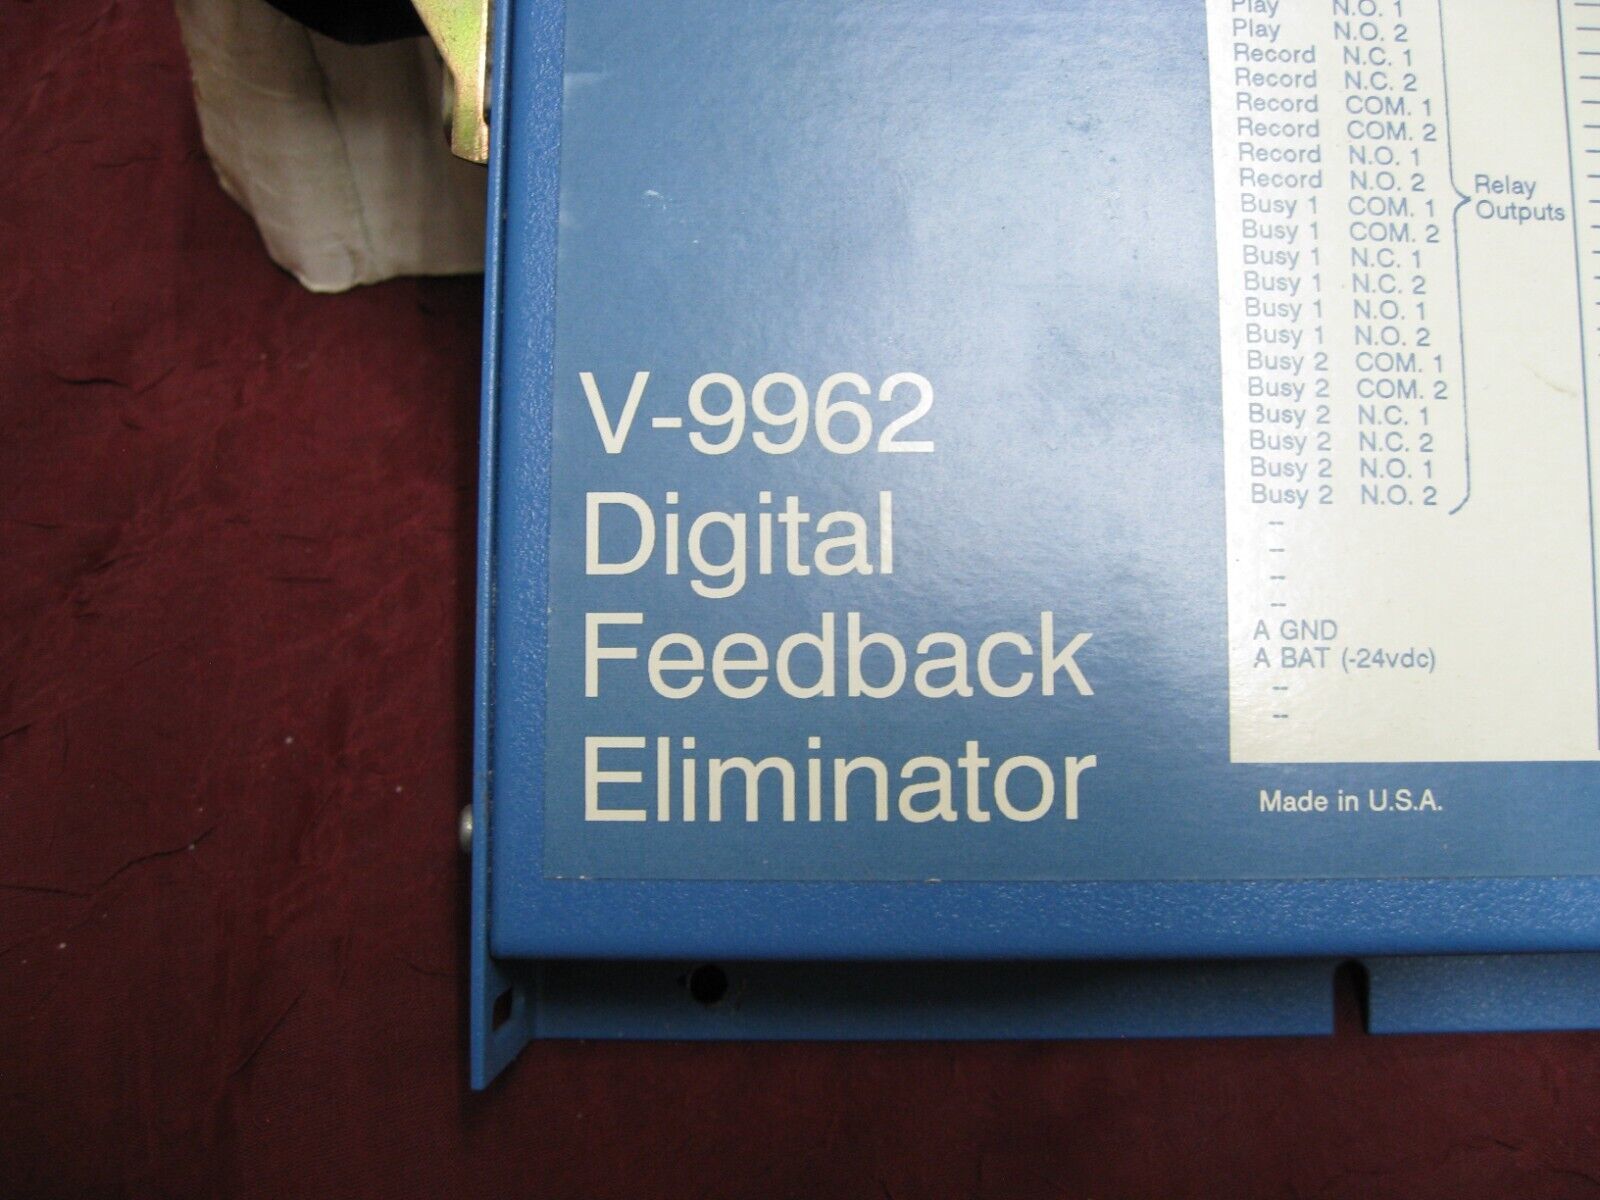 Play N.O. 1
Play N.O. 2
Record N.C. 1
Record N.C. 2
Record COM. 1
Record COM. 2
Record N.O. 1
Record N.O. 2
Busy 1 COM. 1
Busy 1 COM. 2
Busy 1 N.C. 1
Busy 1 N.C. 2
Busy 1 N.O. 1
Busy 1 N.O. 2
Busy 2 COM. 1
Busy 2 COM. 2
Busy 2 N.C. 1
Busy 2 N.C. 2
Busy 2 N.O. 1
Busy 2 N.O. 2
Relay
Outputs
--
--
--
--
A GND
A BAT (-24vdc)
--
--
V-9962
Digital
Feedback
Eliminator
Made in U.S.A.